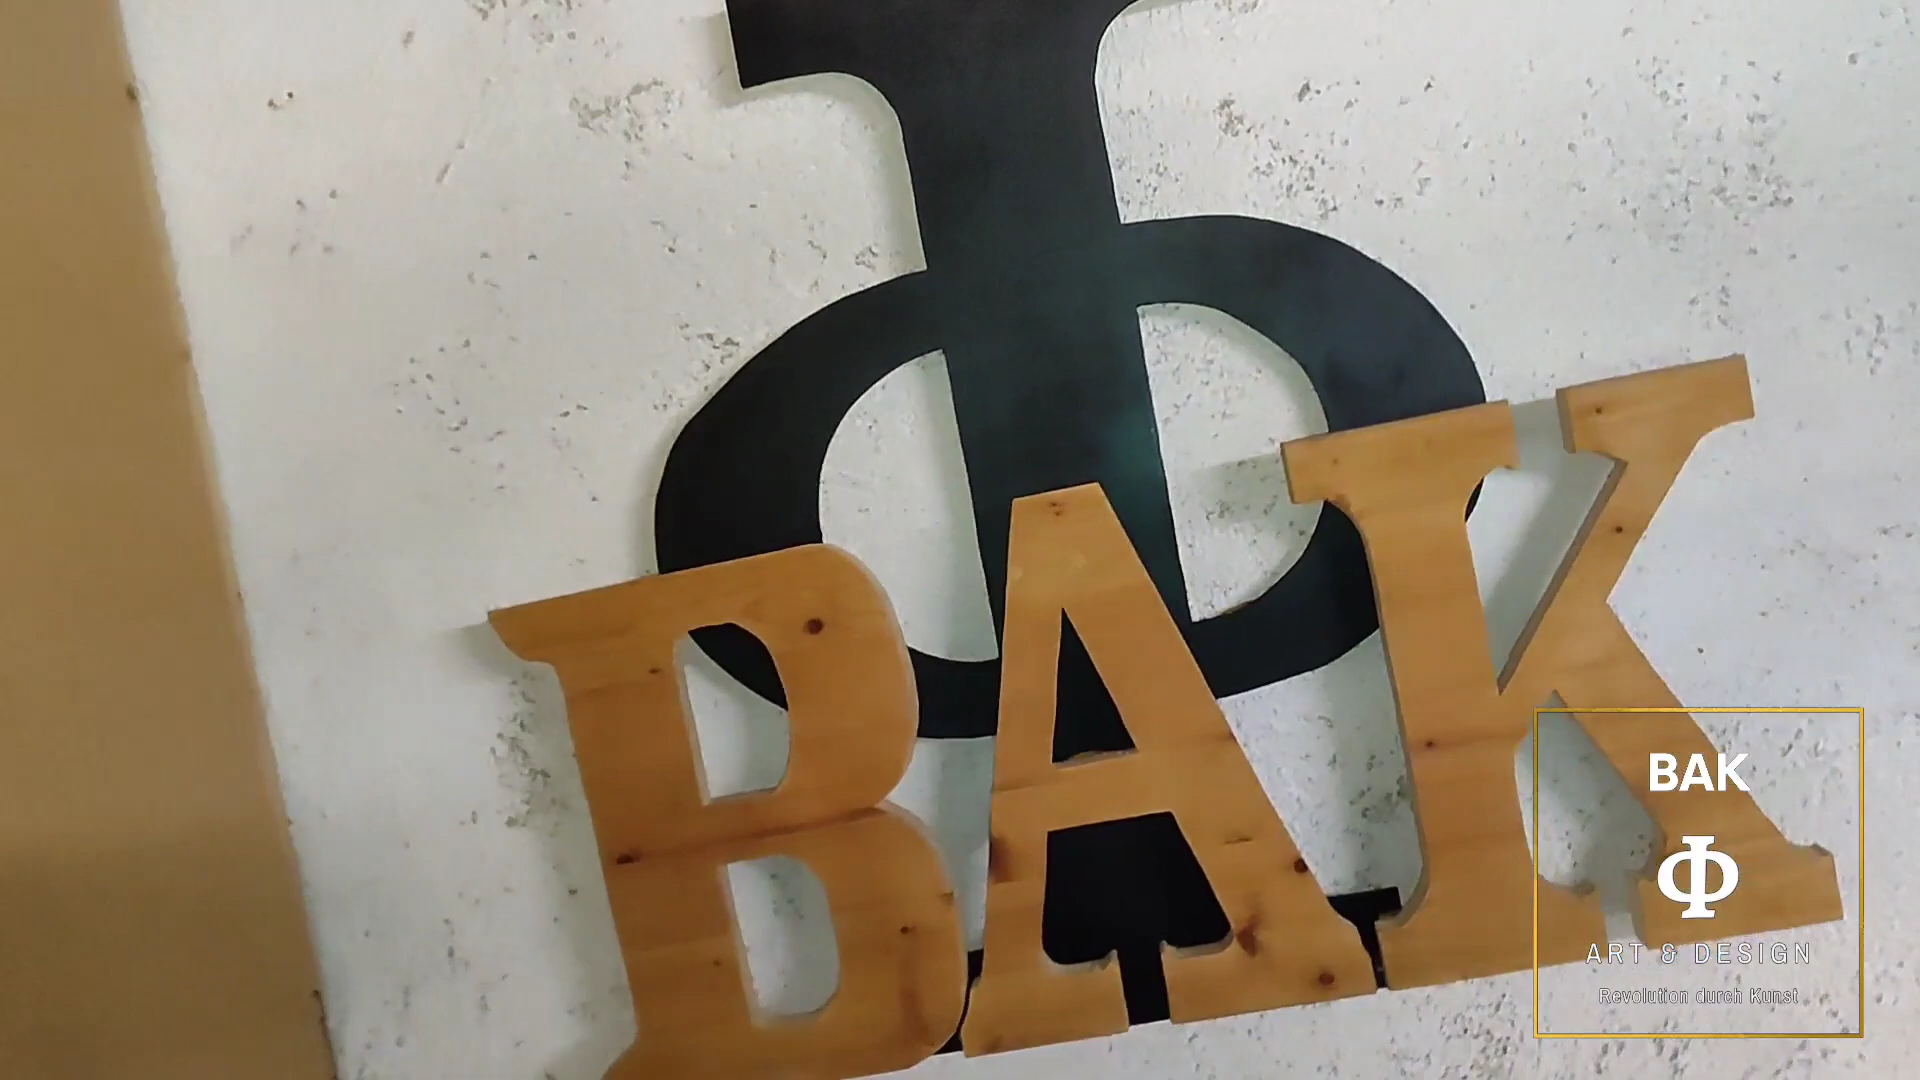 Φ
BAK
BAK
Φ
ART & DESIGN
Revolution durch Kunst